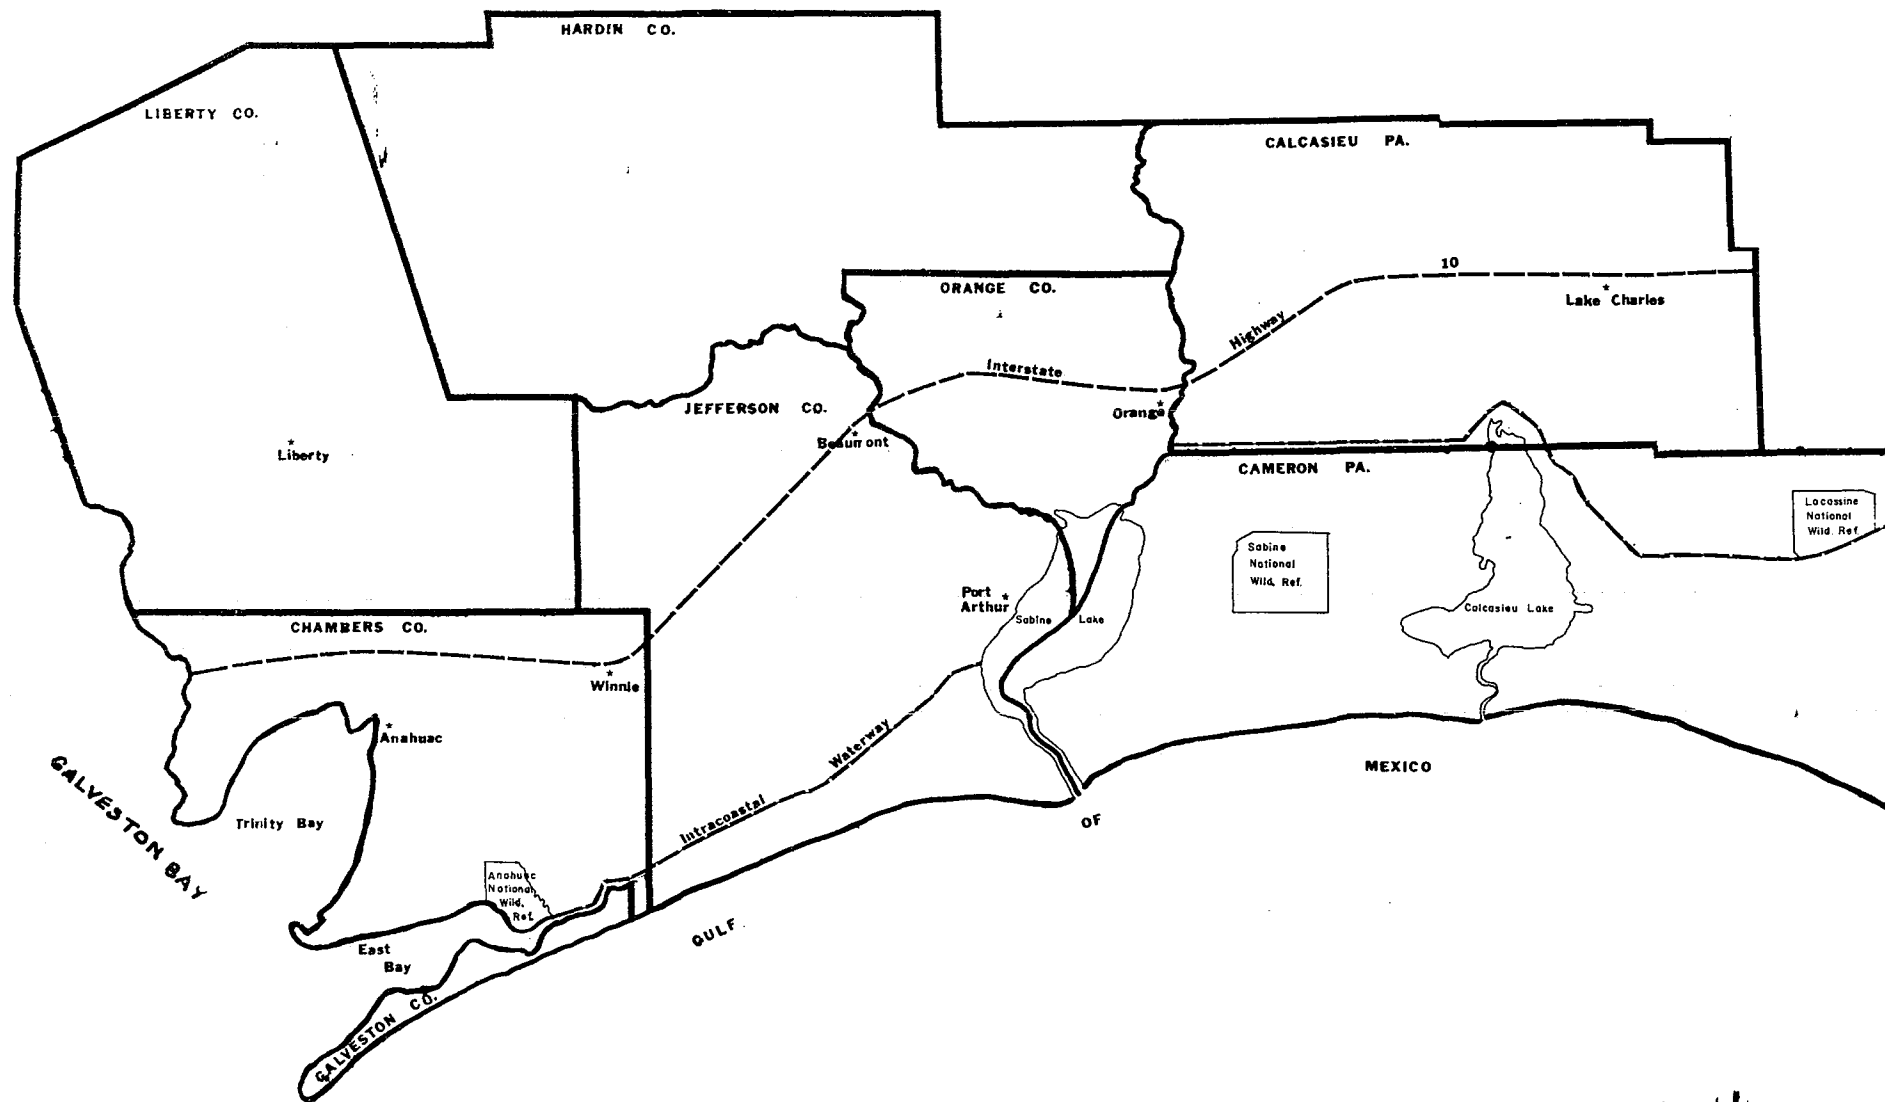 HARDIN CO.
LIBERTY CO.
CALCASIEU PA.
10
ORANGE CO.
Lake Charles
Highway
Interstate
JEFFERSON CO.
Orange
Beaumont
Liberty
CAMERON PA.
Lacassine
National
Wild. Ref.
Sabine
National
Wild. Ref.
Port
Arthur
Sabine Lake
Calcasieu Lake
CHAMBERS CO.
Winnie
Anahuac
Waterway
MEXICO
GALVESTON BAY
Trinity Bay
Intracoastal
OF
Anahuac
National
Wild.
Ref.
GULF
East
Bay
GALVESTON CO.